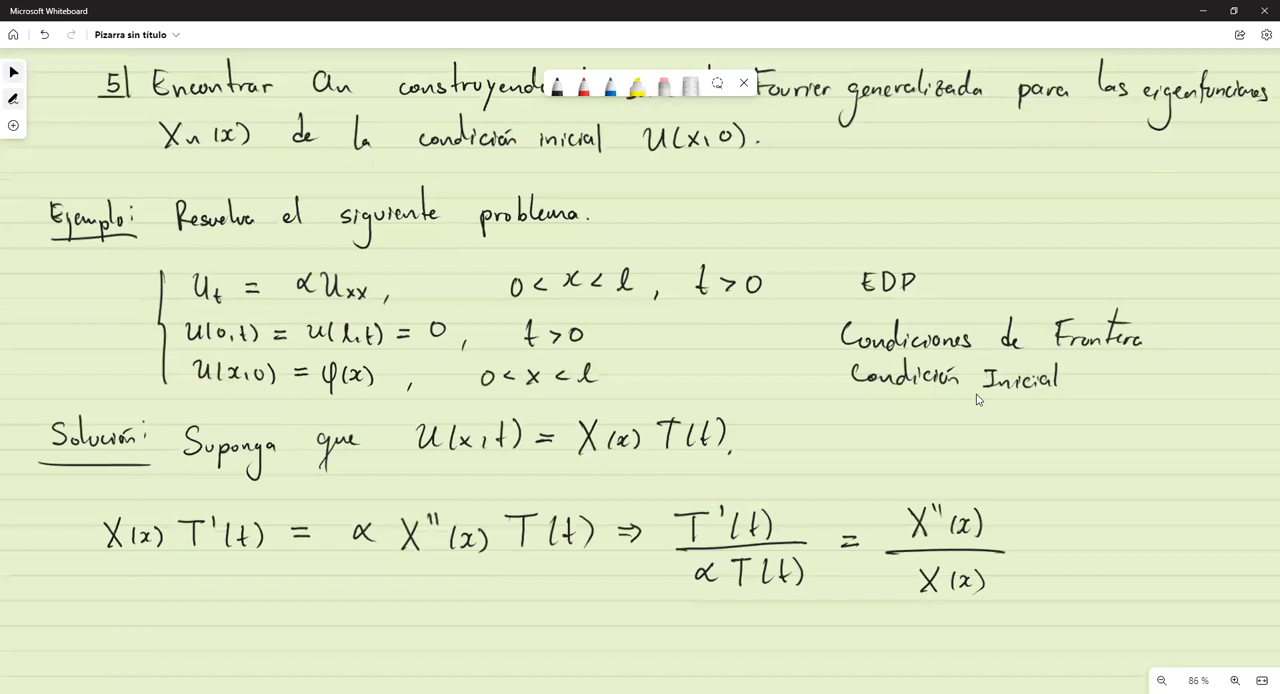 Microsoft Whiteboard
Pizarra sin título
5) Encontrar an construyend Fourier generalizada para las eigenfunciones
Xn(x) de la condición inicial U(x,0).
Ejemplo: Resuelva el siguiente problema.
Ut = αUxx, 0 < x < l, t > 0 EDP
U(0,t) = U(l,t) = 0, t > 0 Condiciones de Frontera
U(x,0) = φ(x), 0 < x < l Condición Inicial
Solución: Suponga que U(x,t) = X(x) T(t).
X(x) T'(t) = α X''(x) T(t) ⇒ T'(t) / αT(t) = X''(x) / X(x)
86 %